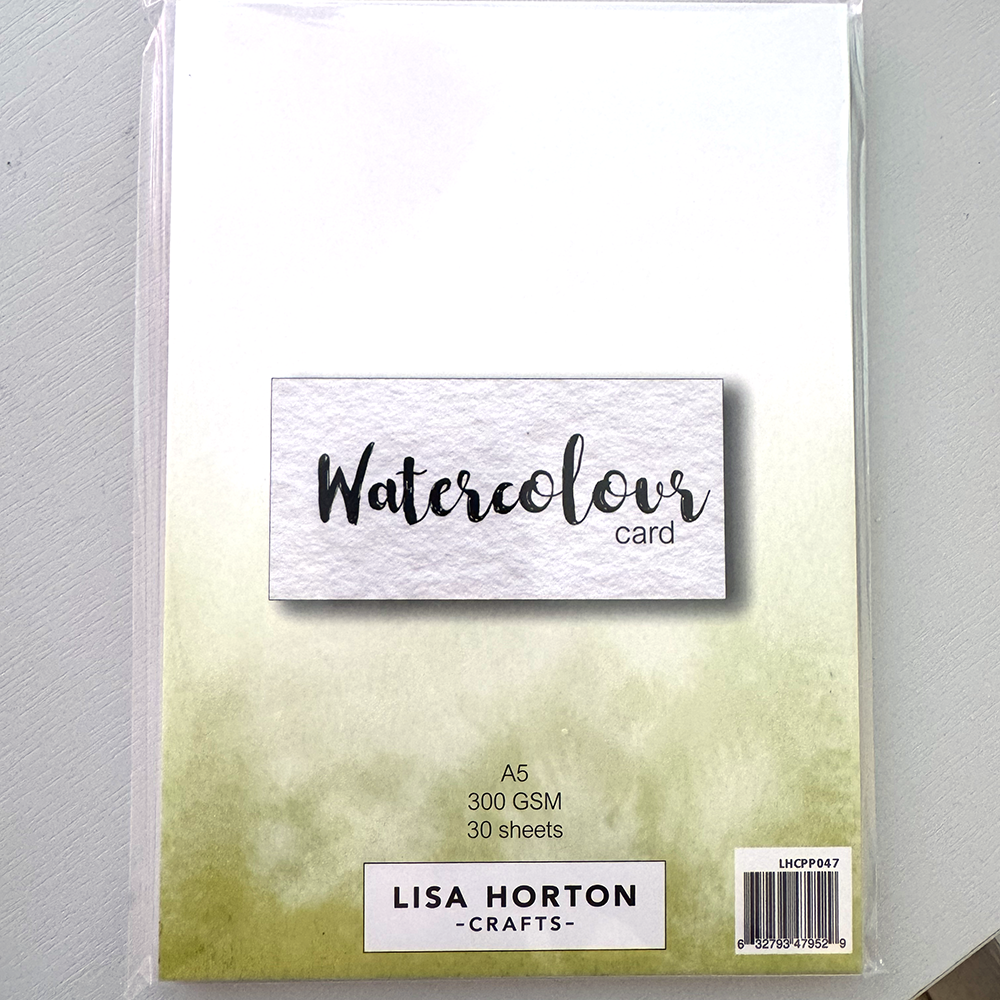 Watercolour
card
A5
300 GSM
30 sheets
LISA HORTON
-CRAFTS-
LHCPP047
6 32793 47952 9